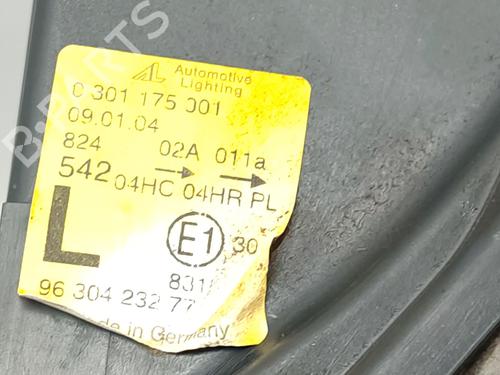 Automotive
Lighting
0 301 175 001
09.01.04
824 02A 011a
542 04HC 04HR PL
L E1 30
831
96 304 232 77
in Germany
B-Parts